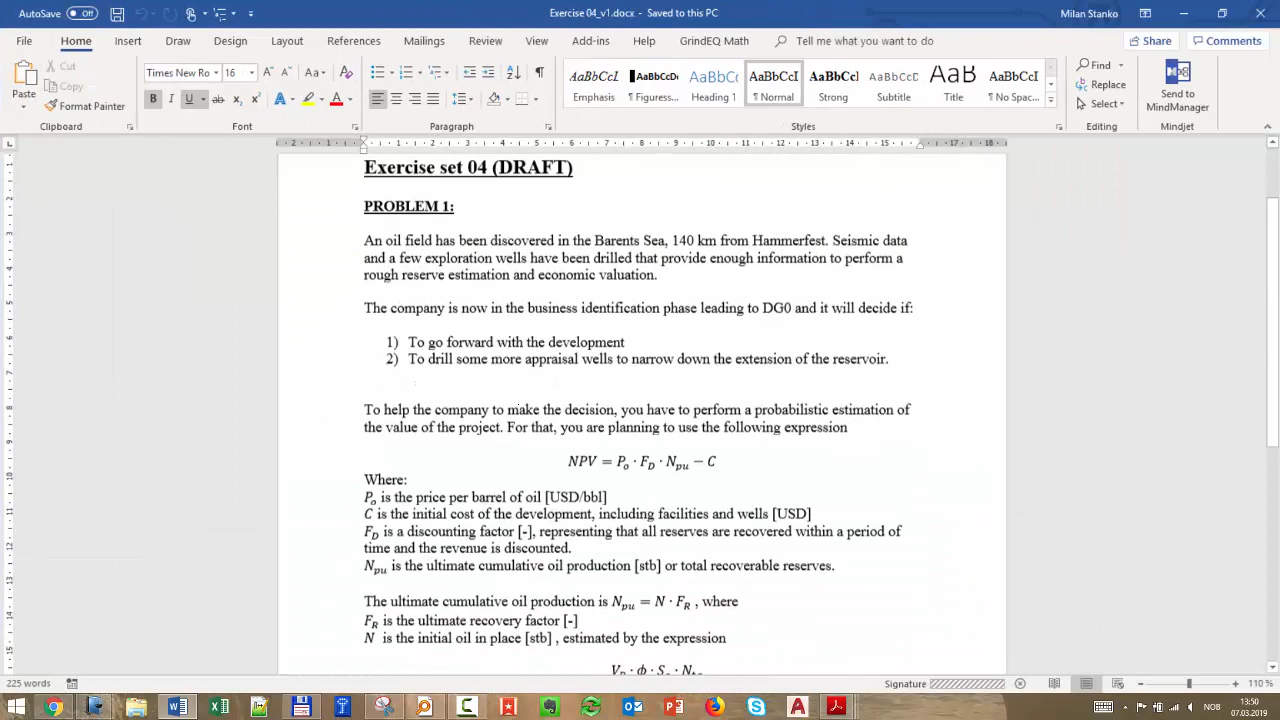 AutoSave Off Exercise 04_v1.docx - Saved to this PC Milan Stanko Off
File Home Insert Draw Design Layout References Mailings Review View Add-ins Help GrindEQ Math Tell me what you want to do Share Comments
Paste Cut Copy Format Painter
Times New Ro 16
AaBbCcI AaBbCcDc AaBbCcI AaBbCcI AaBbCc AaBbCcD AaB AaBbCcI
Emphasis ¶ Figuress... Heading 1 ¶ Normal Strong Subtitle Title ¶ No Spac...
Find Replace Select
Send to MindManager
Clipboard Font Paragraph Styles Editing Mindjet
Exercise set 04 (DRAFT)
PROBLEM 1:
An oil field has been discovered in the Barents Sea, 140 km from Hammerfest. Seismic data
and a few exploration wells have been drilled that provide enough information to perform a
rough reserve estimation and economic valuation.
The company is now in the business identification phase leading to DG0 and it will decide if:
1) To go forward with the development
2) To drill some more appraisal wells to narrow down the extension of the reservoir.
To help the company to make the decision, you have to perform a probabilistic estimation of
the value of the project. For that, you are planning to use the following expression
NPV = P_o · F_D · N_pu − C
Where:
P_o is the price per barrel of oil [USD/bbl]
C is the initial cost of the development, including facilities and wells [USD]
F_D is a discounting factor [-], representing that all reserves are recovered within a period of
time and the revenue is discounted.
N_pu is the ultimate cumulative oil production [stb] or total recoverable reserves.
The ultimate cumulative oil production is N_pu = N · F_R , where
F_R is the ultimate recovery factor [-]
N is the initial oil in place [stb] , estimated by the expression
225 words Signature 110 %
NOB 13:50
07.03.2019